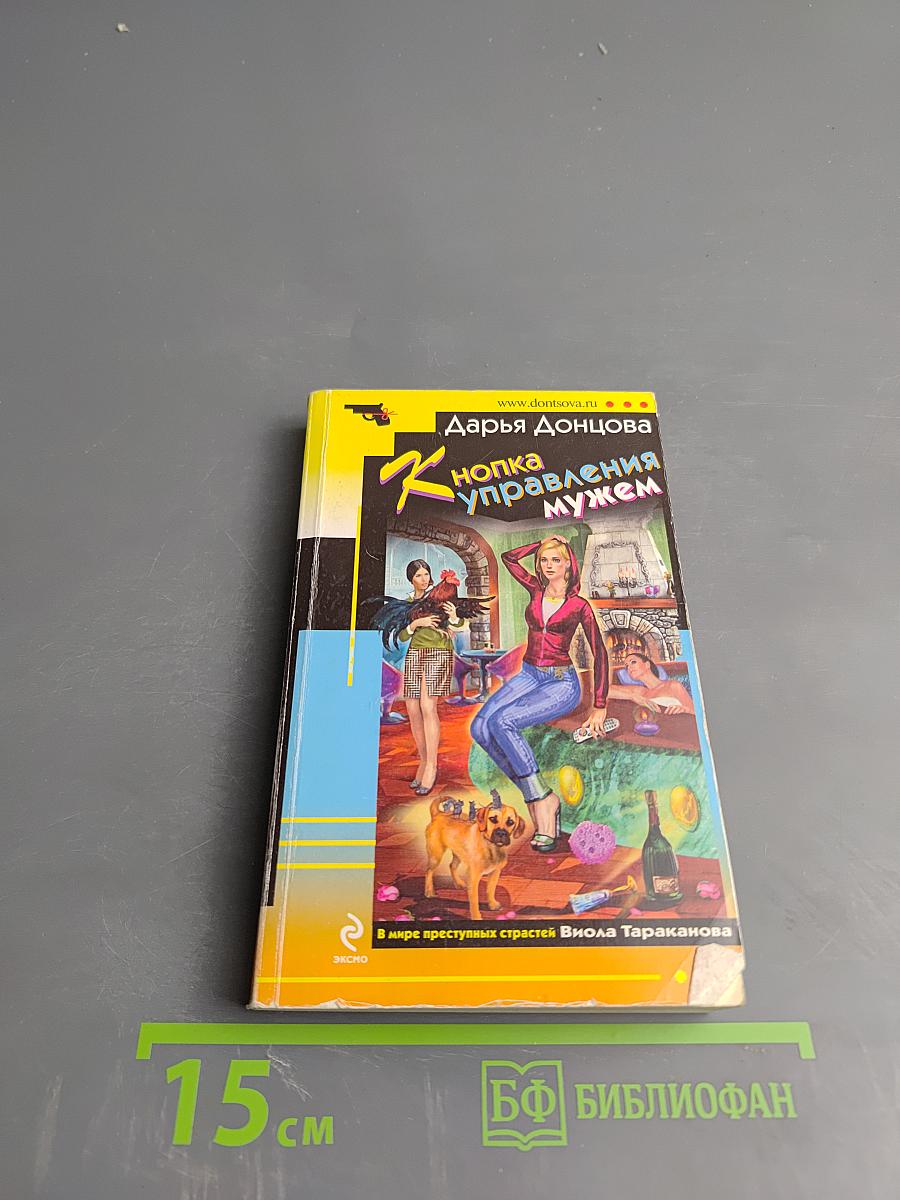 www.dontsova.ru
Дарья Донцова
Кнопка
управления
мужем
В мире преступных страстей Виола Тараканова
ЭКСМО
15 см
БФ БИБЛИОФАН